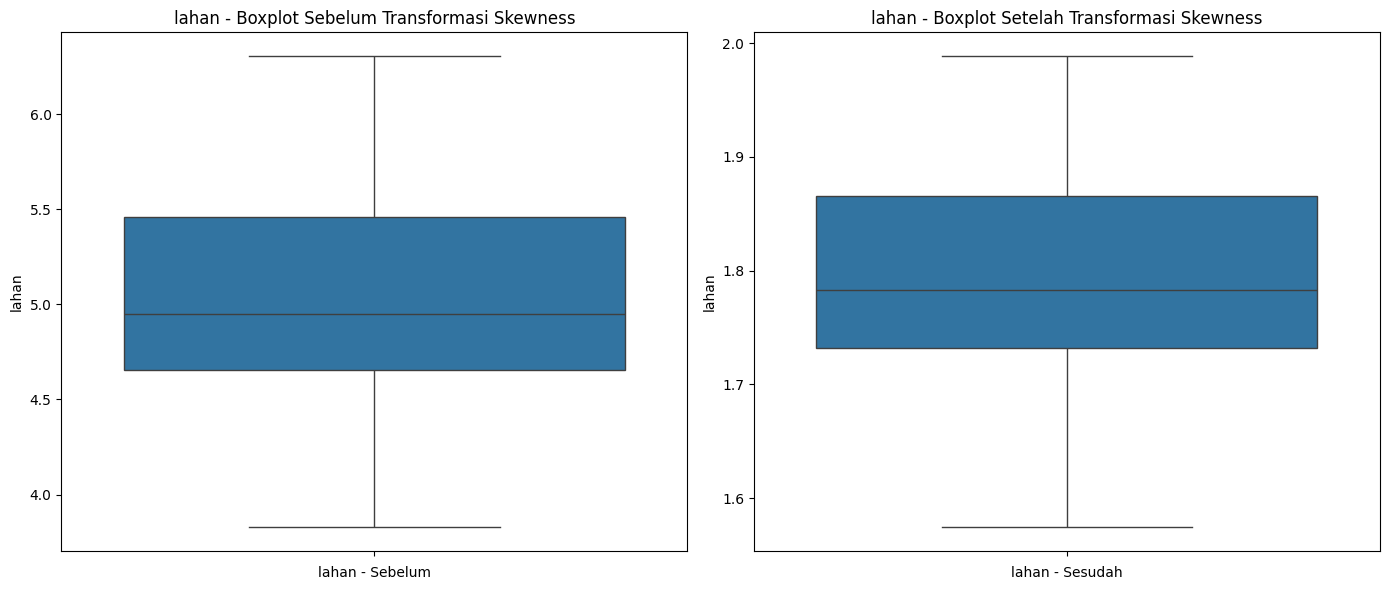 lahan - Boxplot Sebelum Transformasi Skewness
lahan
6.0
5.5
5.0
4.5
4.0
lahan - Sebelum
lahan - Boxplot Setelah Transformasi Skewness
lahan
2.0
1.9
1.8
1.7
1.6
lahan - Sesudah